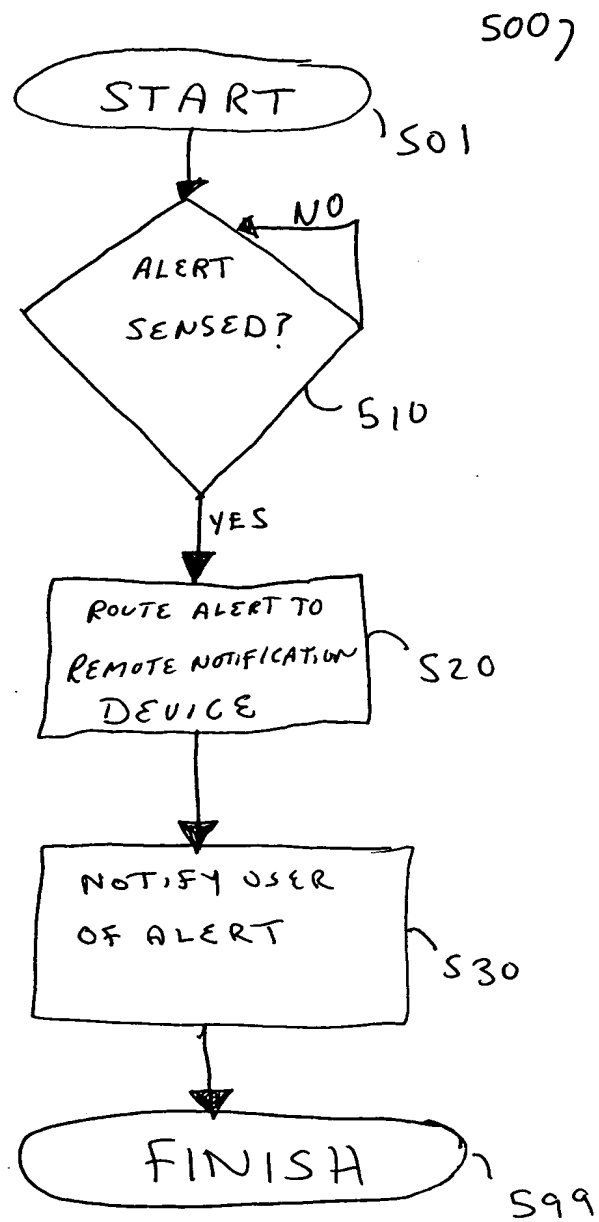 500
START
501
NO
ALERT
SENSED?
510
YES
ROUTE ALERT TO
REMOTE NOTIFICATION
DEVICE
520
NOTIFY USER
OF ALERT
530
FINISH
599